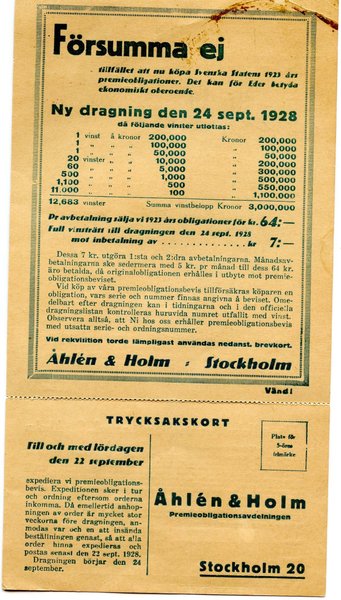 Försumma ej
tillfället att nu köpa Svenska Statens 1923 års
premieobligationer. Det kan för Eder betyda
ekonomiskt oberoende.
Ny dragning den 24 sept. 1928
då följande vinster utlottas:
1 vinst å kronor 200,000 Kronor 200,000
1 „ „ „ 100,000 „ 100,000
1 „ „ „ 50,000 „ 50,000
20 vinster „ „ 10,000 „ 200,000
60 „ „ „ 5,000 „ 300,000
500 „ „ „ 1,000 „ 500,000
1,100 „ „ „ 500 „ 550,000
11,000 „ „ „ 100 „ 1,100,000
12,683 vinster Summa vinstbelopp Kronor 3,000,000
Pr avbetalning sälja vi 1923 års obligationer för kr. 64:—
Full vinsträtt till dragningen den 24 sept. 1928
mot inbetalning av . . . . . . . . kr 7:—
Dessa 7 kr. utgöra 1:sta och 2:dra avbetalningarna. Månadsav-
betalningarna ske sedermera med 5 kr. pr månad till dess 64 kr.
äro betalda, då originalobligationen erhålles i utbyte mot premie-
obligationsbeviset.
Vid köp av våra premieobligationsbevis tillförsäkras köparen en
obligation, vars serie och nummer finnas angivna å beviset. Ome-
delbart efter dragningen kan i tidningarna och i den officiella
dragningslistan kontrolleras huruvida numret utfallit med vinst.
Observera alltså, att Ni hos oss erhåller premieobligationsbevis
med utsatta serie- och ordningsnummer.
Vid rekvisition torde lämpligast användas nedanst. brevkort.
Åhlén & Holm : Stockholm
Vänd!
TRYCKSAKSKORT
Till och med lördagen
den 22 september
Plats för
5-öres
frimärke
expediera vi premieobligations-
bevis. Expeditionen sker i tur
och ordning eftersom orderna
inkomma. Då emellertid anhop-
ningen av order är mycket stor
veckorna före dragningen, an-
moda vi om att insända
beställningen genast, så att alla
order hinna expedieras och
postas senast den 22 sept. 1928.
Dragningen börjar den 24
september.
Åhlén & Holm
Premieobligationsavdelningen
Stockholm 20